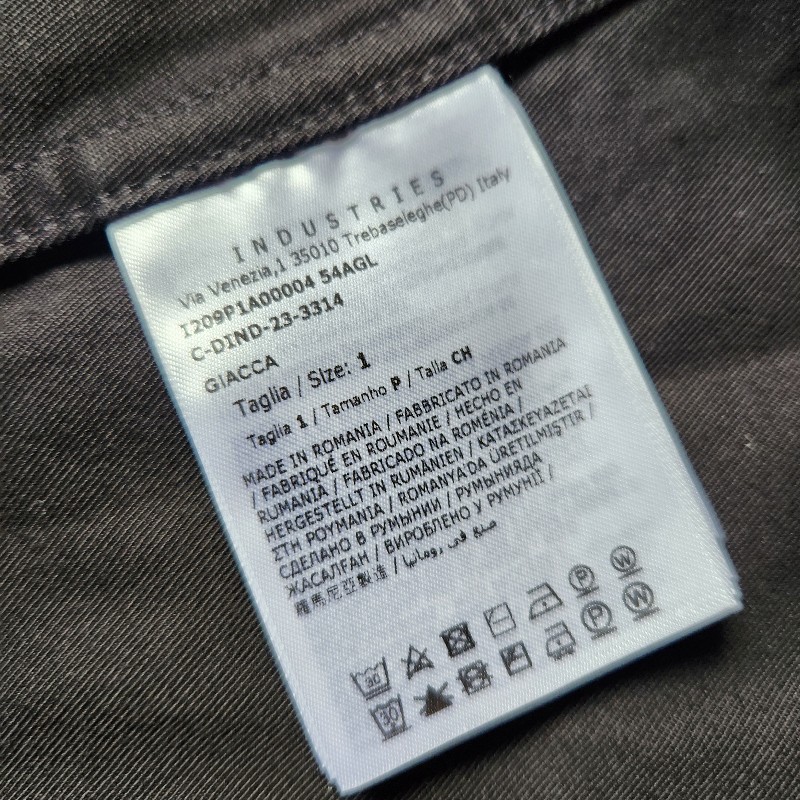 INDUSTRIES
Via Venezia,1 35010 Trebaseleghe(PD) Italy
I209P1A00004 54AGL
C-DIND-23-3314
GIACCA
Taglia / Size: 1
Taglia 1 / Tamanho P / Talla CH
MADE IN ROMANIA / FABBRICATO IN ROMANIA
/ FABRIQUÉ EN ROUMANIE / HECHO EN
RUMANIA / FABRICADO NA ROMÉNIA /
HERGESTELLT IN RUMÄNIEN / ΚΑΤΑΣΚΕΥΑΖΕΤΑΙ
ΣΤΗ ΡΟΥΜΑΝΙΑ / ROMANYA'DA ÜRETILMIŞTIR /
СДЕЛАНО В РУМЫНИИ / РУМЫНИЯДА
ЖАСАЛҒАН / ВИРОБЛЕНО У РУМУНІЇ /
羅馬尼亞製造 / صنع في رومانيا
30 P W
30 P W